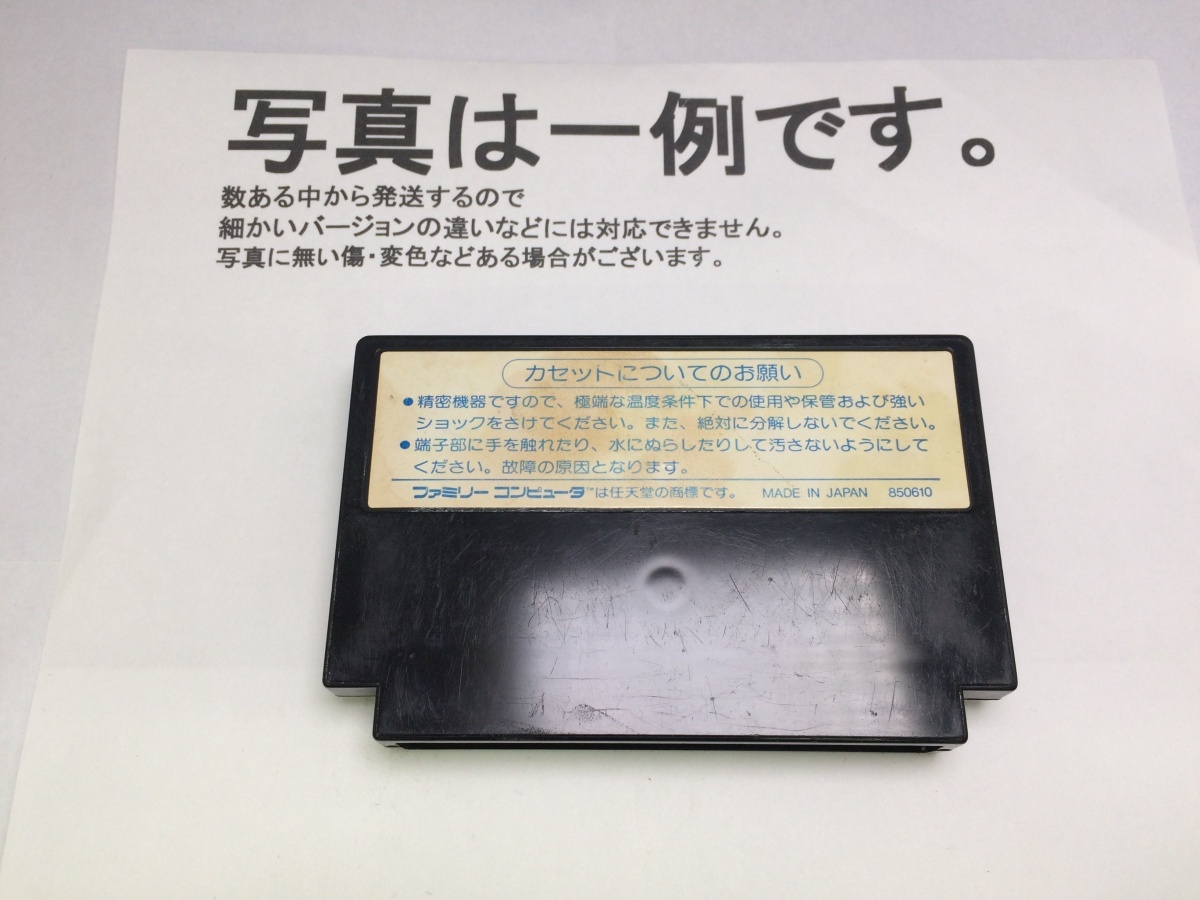 写真は一例です。
数ある中から発送するので
細かいバージョンの違いなどには対応できません。
写真に無い傷・変色などある場合がございます。
カセットについてのお願い
●精密機器ですので、極端な温度条件下での使用や保管および強い
ショックをさけてください。また、絶対に分解しないでください。
●端子部に手を触れたり、水にぬらしたりして汚さないようにして
ください。故障の原因となります。
ファミリーコンピュータ™は任天堂の商標です。 MADE IN JAPAN 850610